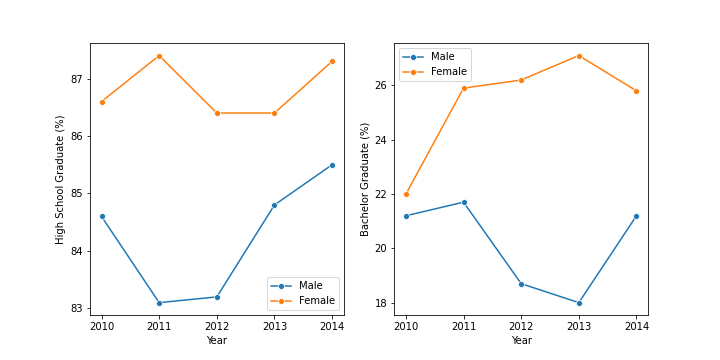 High School Graduate (%)
87
86
85
84
83
2010 2011 2012 2013 2014
Year
Male
Female
Bachelor Graduate (%)
26
24
22
20
18
2010 2011 2012 2013 2014
Year
Male
Female